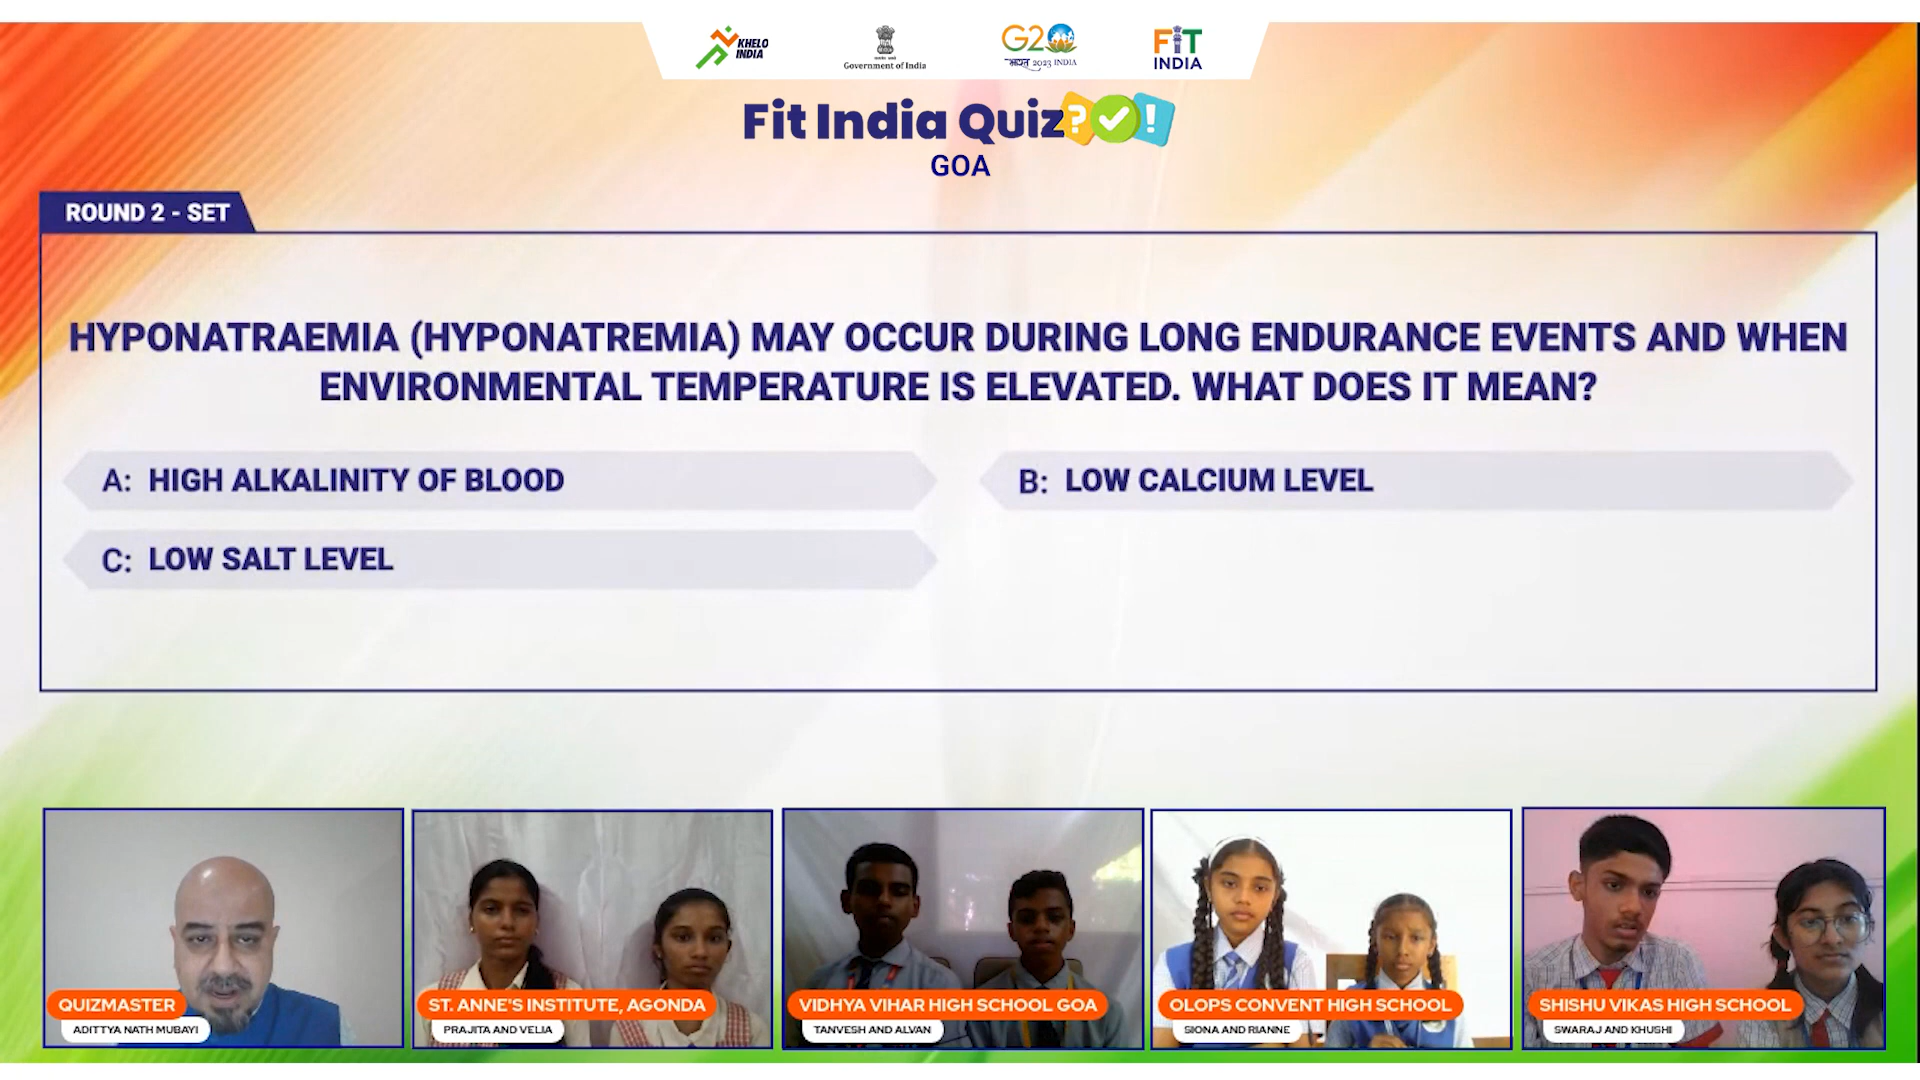 KHELO
INDIA
Government of India
G20
भारत 2023 INDIA
FIT
INDIA
Fit India Quiz?!
GOA
ROUND 2 - SET
HYPONATRAEMIA (HYPONATREMIA) MAY OCCUR DURING LONG ENDURANCE EVENTS AND WHEN
ENVIRONMENTAL TEMPERATURE IS ELEVATED. WHAT DOES IT MEAN?
A: HIGH ALKALINITY OF BLOOD
B: LOW CALCIUM LEVEL
C: LOW SALT LEVEL
QUIZMASTER
ADITTYA NATH MUBAYI
ST. ANNE'S INSTITUTE, AGONDA
PRAJITA AND VELIA
VIDHYA VIHAR HIGH SCHOOL GOA
TANVESH AND ALVAN
OLOPS CONVENT HIGH SCHOOL
SIONA AND RIANNE
SHISHU VIKAS HIGH SCHOOL
SWARAJ AND KHUSHI